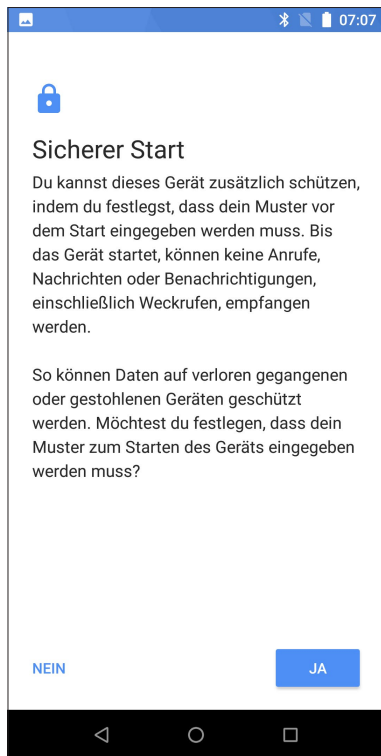 07:07
Sicherer Start
Du kannst dieses Gerät zusätzlich schützen,
indem du festlegst, dass dein Muster vor
dem Start eingegeben werden muss. Bis
das Gerät startet, können keine Anrufe,
Nachrichten oder Benachrichtigungen,
einschließlich Weckrufen, empfangen
werden.
So können Daten auf verloren gegangenen
oder gestohlenen Geräten geschützt
werden. Möchtest du festlegen, dass dein
Muster zum Starten des Geräts eingegeben
werden muss?
NEIN JA